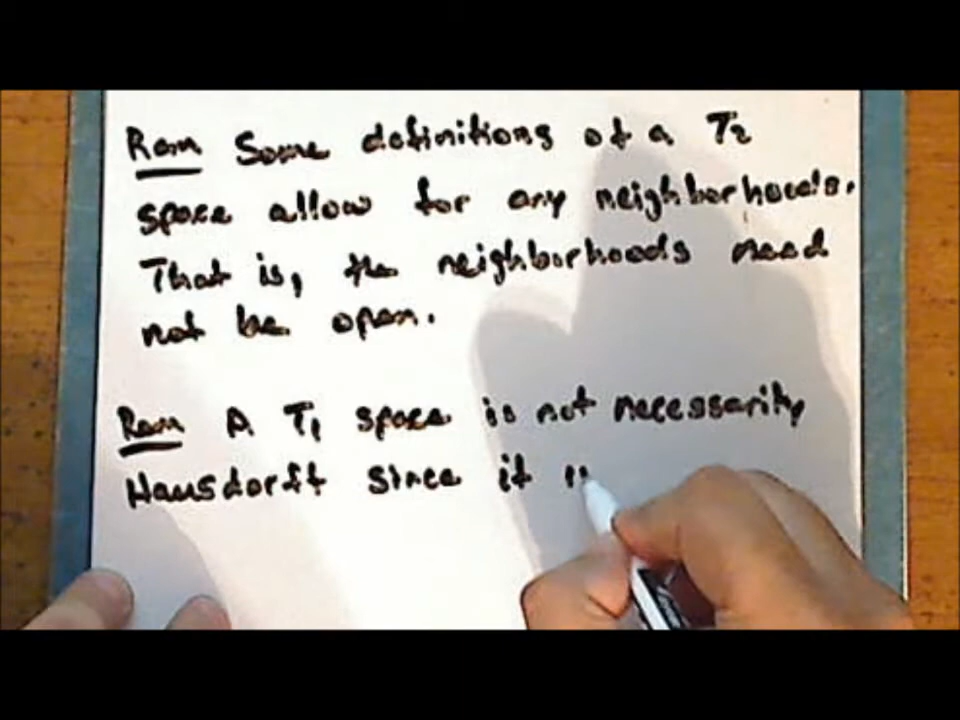 Rem Some definitions of a T2
space allow for any neighborhoods.
That is, the neighborhoods need
not be open.
Rem A T1 space is not necessarily
Hausdorff since it